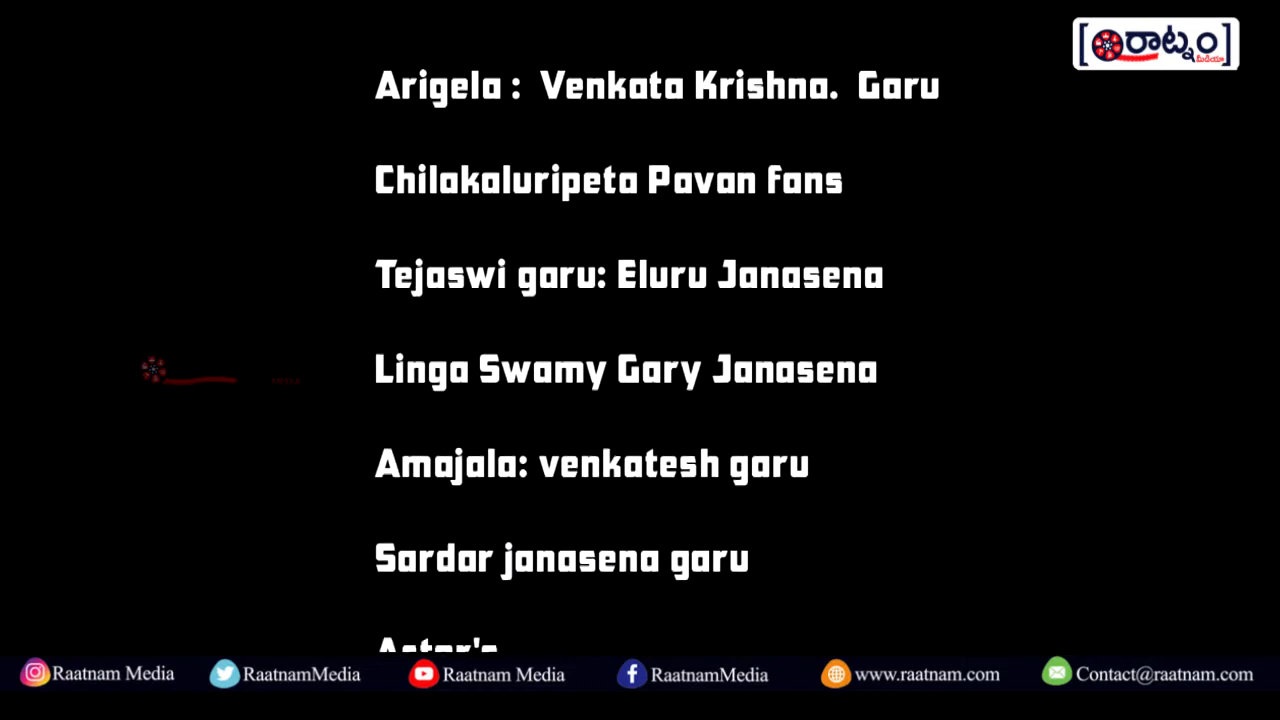 రాట్నం
మీడియా
Arigela : Venkata Krishna. Garu
Chilakaluripeta Pavan fans
Tejaswi garu: Eluru Janasena
Linga Swamy Gary Janasena
Amajala: venkatesh garu
Sardar janasena garu
Actor's
Raatnam Media RaatnamMedia Raatnam Media RaatnamMedia www.raatnam.com Contact@raatnam.com